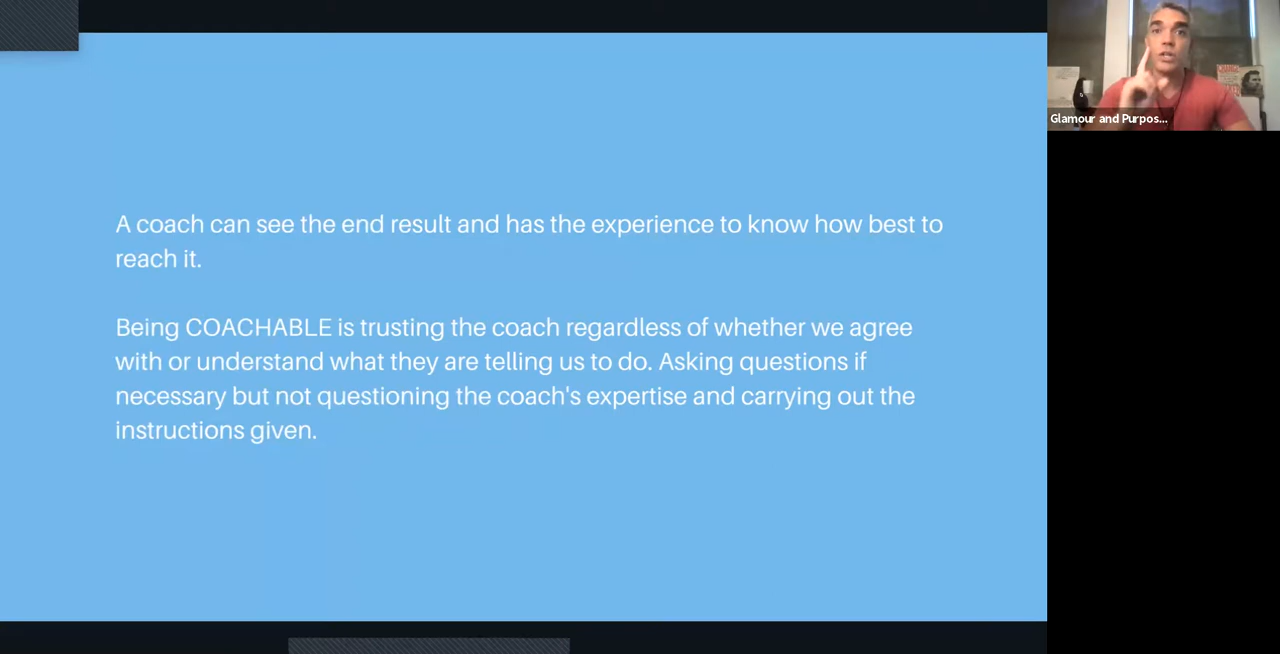 A coach can see the end result and has the experience to know how best to
reach it.
Being COACHABLE is trusting the coach regardless of whether we agree
with or understand what they are telling us to do. Asking questions if
necessary but not questioning the coach's expertise and carrying out the
instructions given.
Glamour and Purpos...